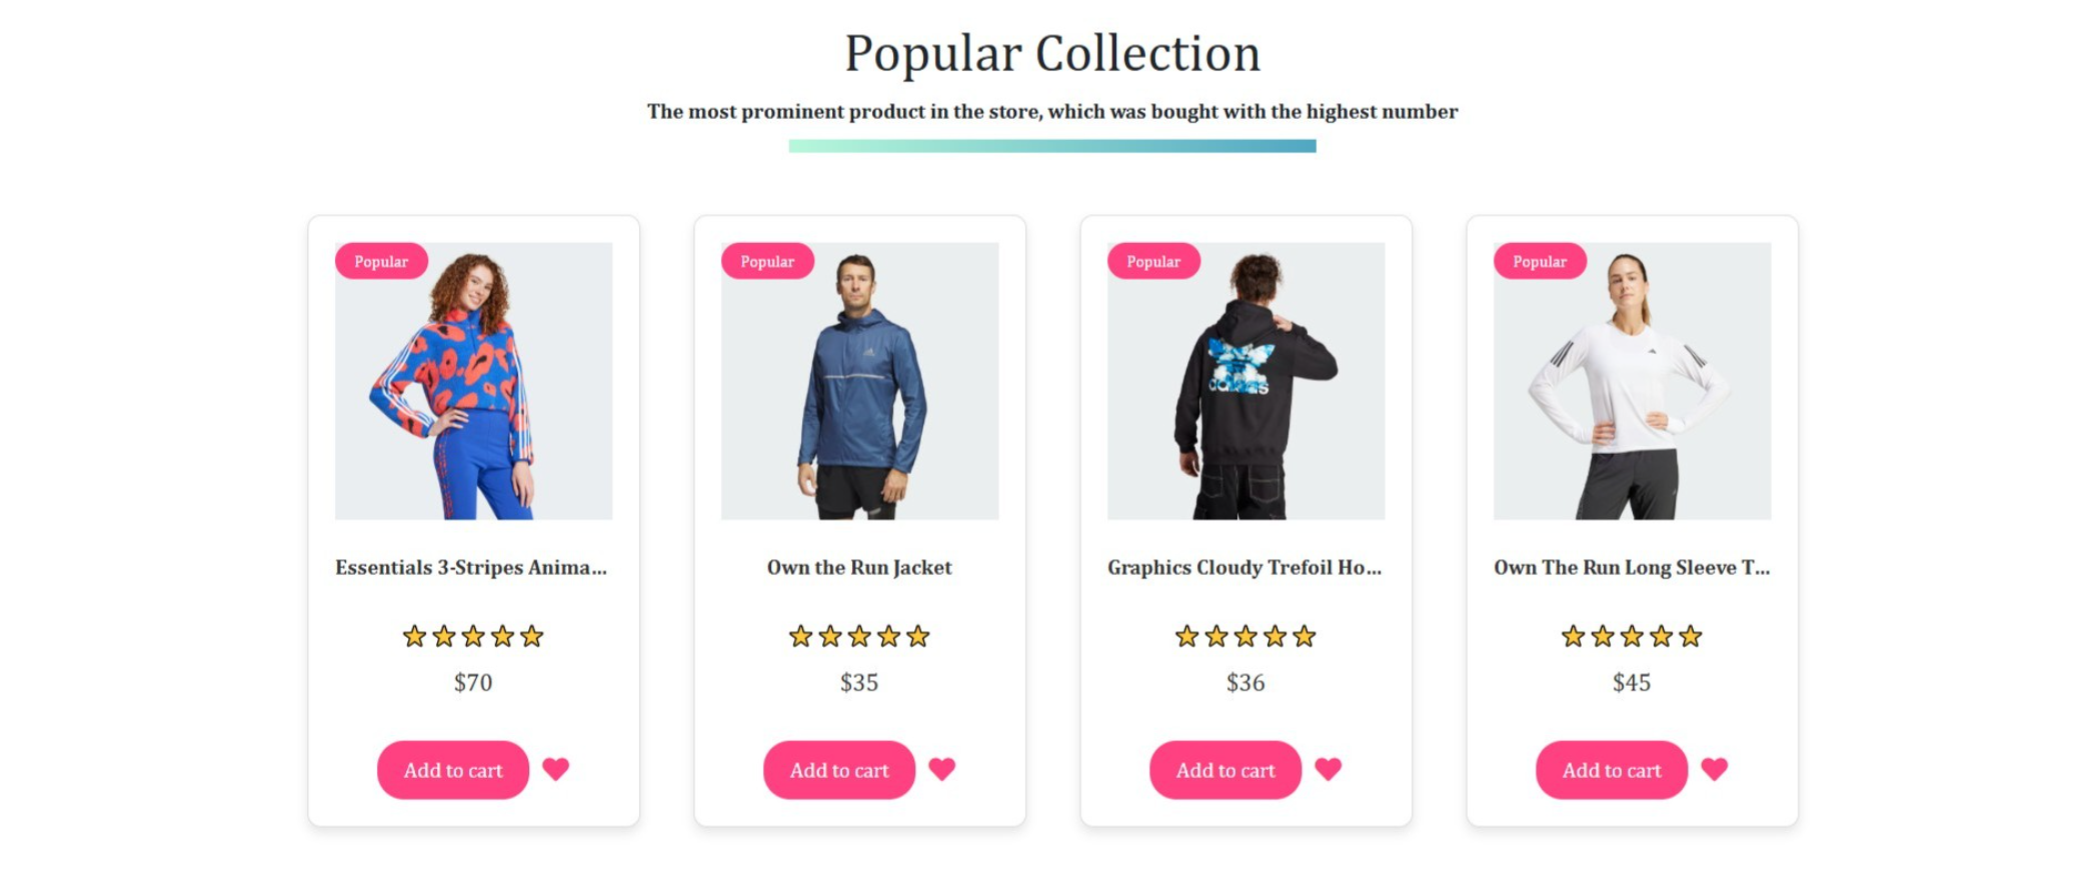 Popular Collection
The most prominent product in the store, which was bought with the highest number
Popular
Popular
Popular
Popular
adidas
Essentials 3-Stripes Anima...
Own the Run Jacket
Graphics Cloudy Trefoil Ho...
Own The Run Long Sleeve T...
$70
$35
$36
$45
Add to cart
Add to cart
Add to cart
Add to cart